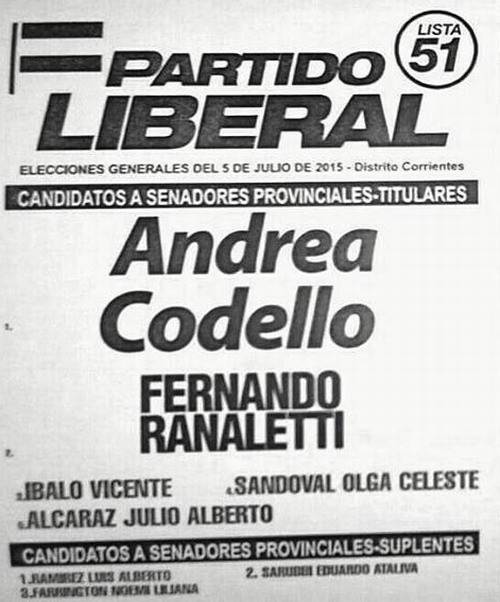 PARTIDO
LIBERAL
LISTA
51
ELECCIONES GENERALES DEL 5 DE JULIO DE 2015 - Distrito Corrientes
CANDIDATOS A SENADORES PROVINCIALES-TITULARES
Andrea
1. Codello
FERNANDO
RANALETTI
2.
3.IBALO VICENTE 4.SANDOVAL OLGA CELESTE
5.ALCARAZ JULIO ALBERTO
CANDIDATOS A SENADORES PROVINCIALES-SUPLENTES
1.RAMIREZ LUIS ALBERTO 2. SARUBBI EDUARDO ATALIVA
3.FARRINGTON NOEMI LILIANA